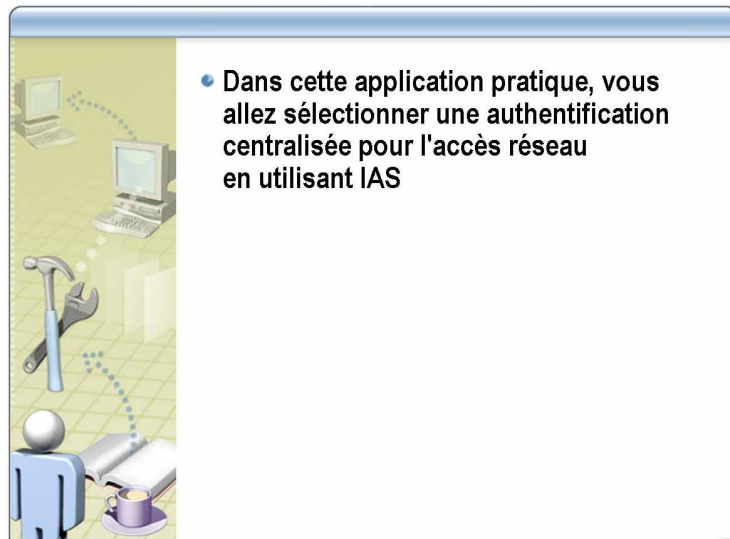 Dans cette application pratique, vous
allez sélectionner une authentification
centralisée pour l'accès réseau
en utilisant IAS